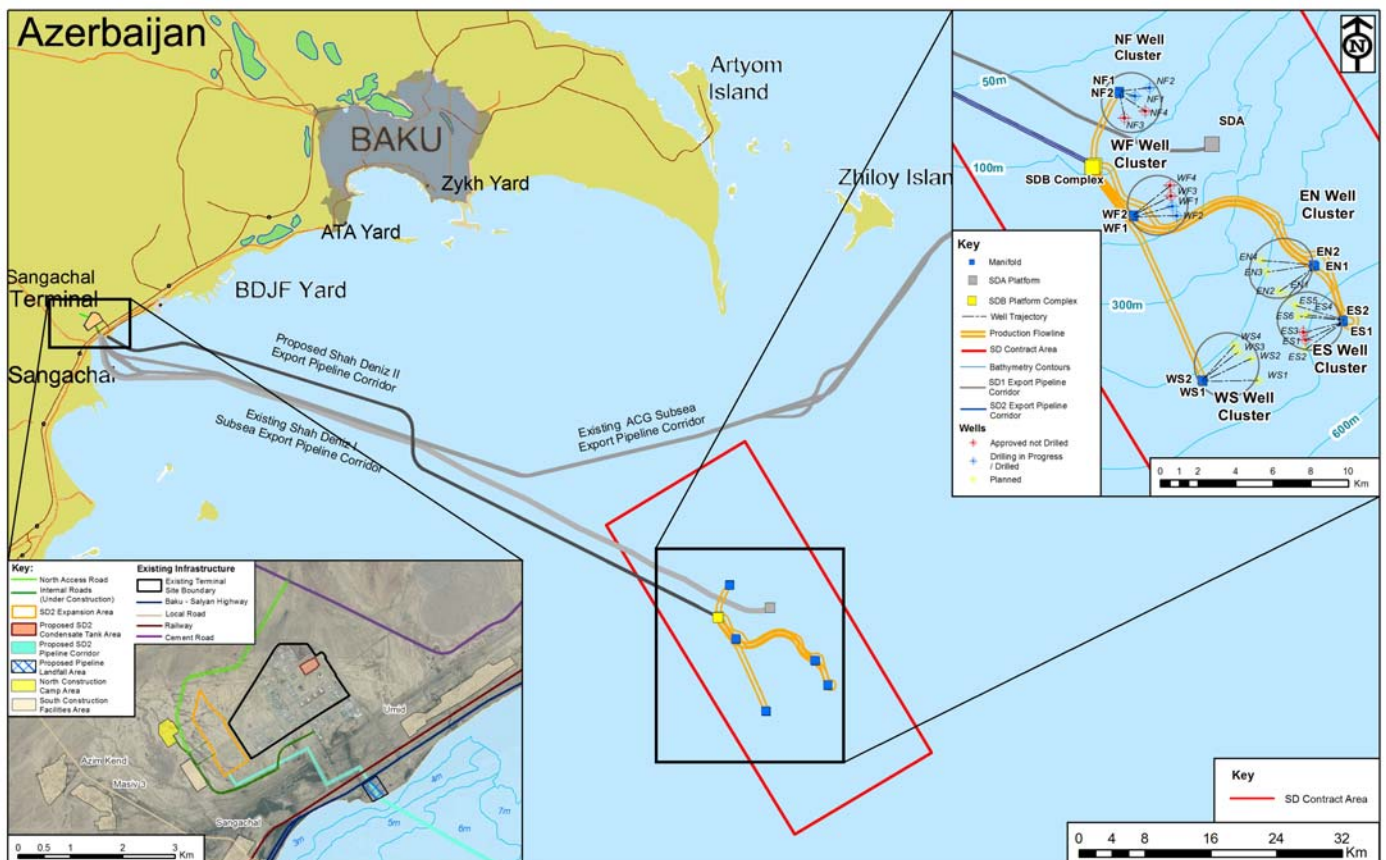 Azerbaijan
BAKU
Artyom
Island
Zykh Yard
Zhiloy Islan
ATA Yard
Sangachal
Terminal
BDJF Yard
Sangachal
Proposed Shah Deniz II
Export Pipeline Corridor
Existing Shah Deniz I
Subsea Export Pipeline Corridor
Existing ACG Subsea
Export Pipeline Corridor
NF Well
Cluster
N
50m
NF1
NF2
NF2
NF1
NF4
NF3
SDA
WF Well
Cluster
100m
SDB Complex
WF4
WF3
WF1
WF2
WF2
WF1
EN Well
Cluster
EN2
EN1
EN4
EN3
EN2
EN1
300m
ES5
ES4
ES6
ES3
ES1
ES2
ES2
ES1
ES Well
Cluster
WS4
WS3
WS2
WS1
WS2
WS1
WS Well
Cluster
600m
Key
Manifold
SDA Platform
SDB Platform Complex
Well Trajectory
Production Flowline
SD Contract Area
Bathymetry Contours
SD1 Export Pipeline
Corridor
SD2 Export Pipeline
Corridor
Wells
Approved not Drilled
Drilling in Progress
/ Drilled
Planned
0 1 2 4 6 8 10
Km
Key:
North Access Road
Internal Roads
(Under Construction)
SD2 Expansion Area
Proposed SD2
Condensate Tank Area
Proposed SD2
Pipeline Corridor
Proposed Pipeline
Landfall Area
North Construction
Camp Area
South Construction
Facilities Area
Existing Infrastructure
Existing Terminal
Site Boundary
Baku - Salyan Highway
Local Road
Railway
Cement Road
Umid
Azim Kend
Masiv 3
Sangachal
3m
4m
5m
6m
7m
0 0.5 1 2 3
Km
Key
SD Contract Area
0 4 8 16 24 32
Km